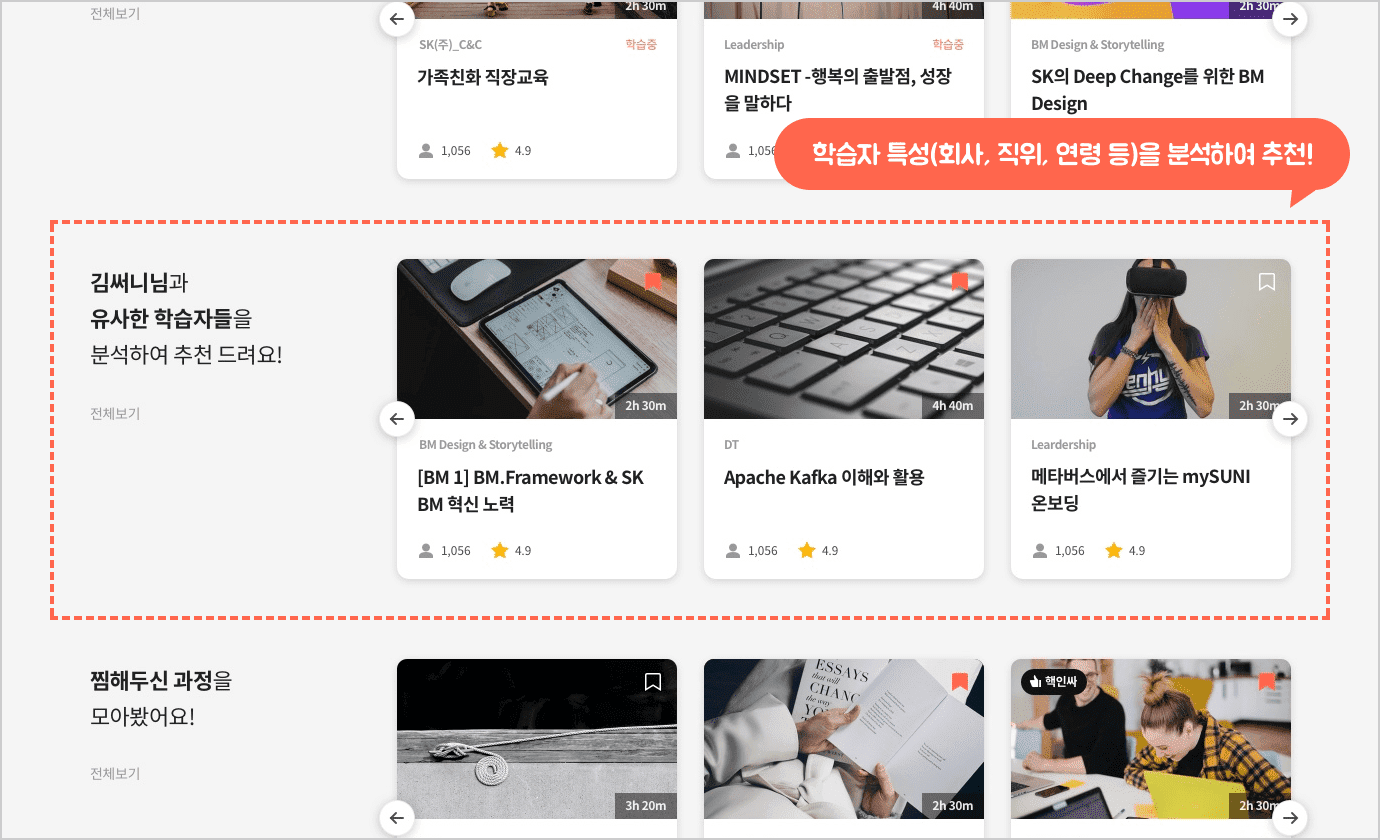 전체보기
2h 30m
4h 40m
2h 30m
SK(주)_C&C
학습중
가족친화 직장교육
1,056
4.9
Leadership
학습중
MINDSET -행복의 출발점, 성장
을 말하다
1,056
BM Design & Storytelling
SK의 Deep Change를 위한 BM
Design
학습자 특성(회사, 직위, 연령 등)을 분석하여 추천!
김써니님과
유사한 학습자들을
분석하여 추천 드려요!
전체보기
2h 30m
BM Design & Storytelling
[BM 1] BM.Framework & SK
BM 혁신 노력
1,056
4.9
4h 40m
DT
Apache Kafka 이해와 활용
1,056
4.9
2h 30m
Leardership
메타버스에서 즐기는 mySUNI
온보딩
1,056
4.9
찜해두신 과정을
모아봤어요!
전체보기
3h 20m
ESSAYS
that will
CHANGE
the way
YOU
2h 30m
핵인싸
2h 30m